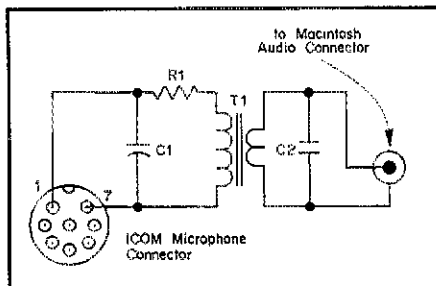 to Macintosh
Audio Connector
R1
T1
C1
C2
1
7
ICOM Microphone
Connector